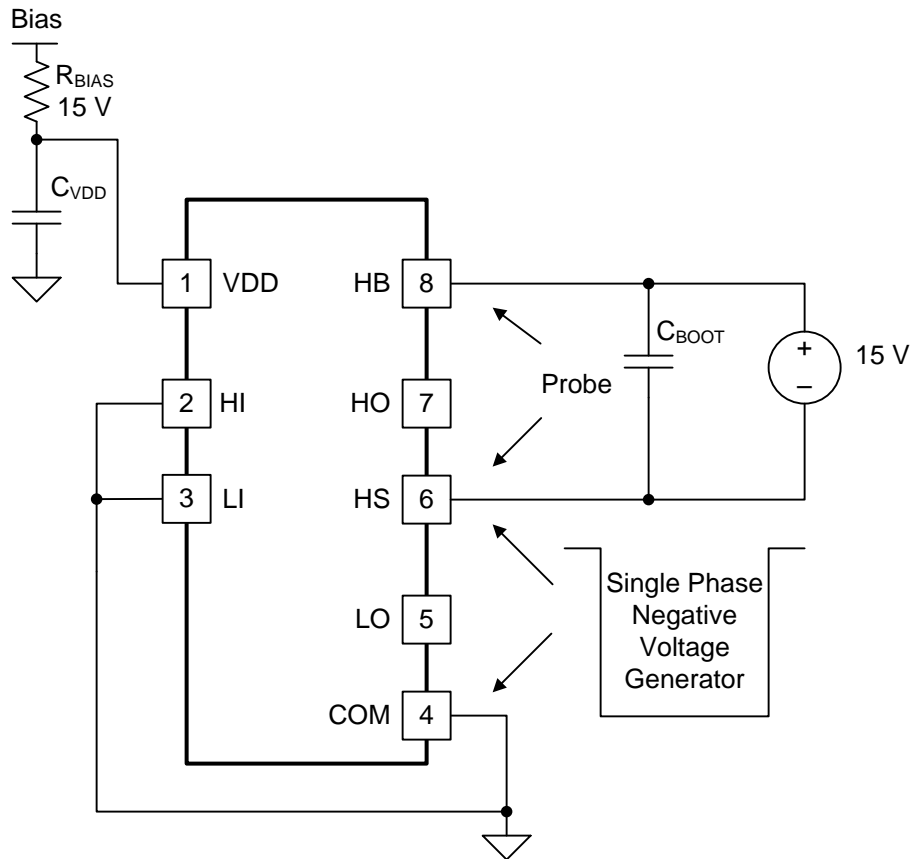 Bias
RBIAS
15 V
CVDD
1 VDD
HB 8
CBOOT
15 V
+
–
Probe
2 HI
HO 7
3 LI
HS 6
Single Phase
Negative
Voltage
Generator
LO 5
COM 4